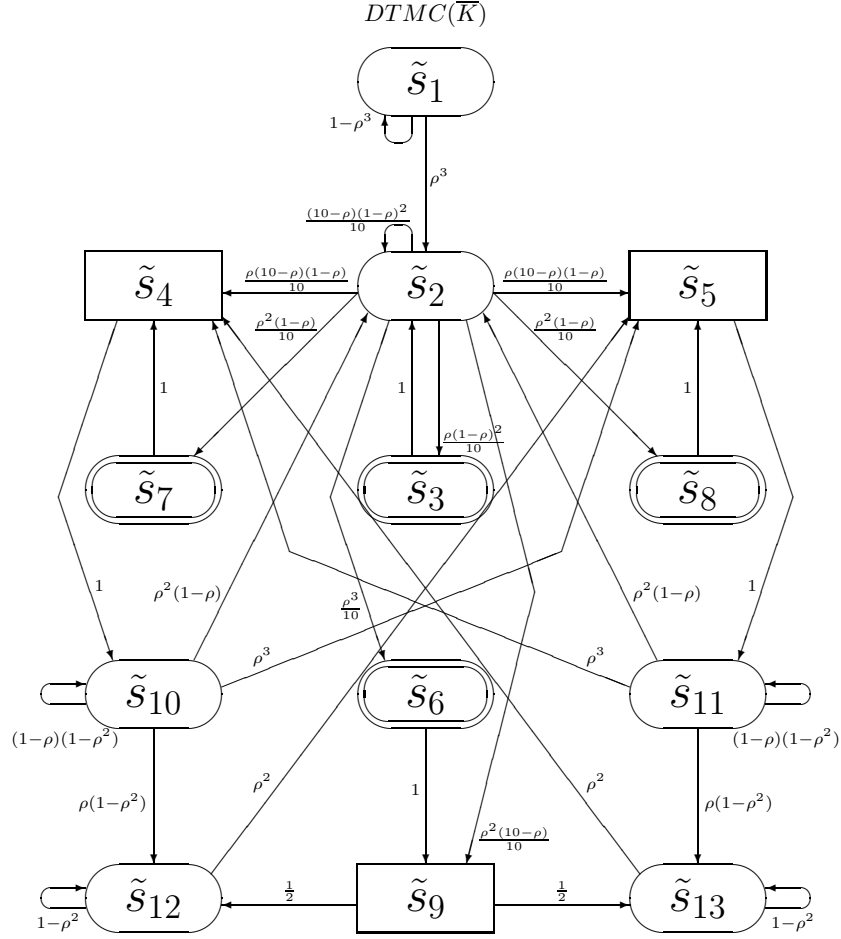 DTMC(K̅)
s̃₁
1−ρ³
ρ³
(10−ρ)(1−ρ)²/10
s̃₄
ρ(10−ρ)(1−ρ)/10
s̃₂
ρ(10−ρ)(1−ρ)/10
s̃₅
ρ²(1−ρ)/10
ρ²(1−ρ)/10
1
1
1
ρ(1−ρ)²/10
s̃₇
s̃₃
s̃₈
1
ρ²(1−ρ)
ρ³/10
ρ²(1−ρ)
1
ρ³
ρ³
s̃₁₀
s̃₆
s̃₁₁
(1−ρ)(1−ρ²)
(1−ρ)(1−ρ²)
ρ(1−ρ²)
ρ²
1
ρ²
ρ(1−ρ²)
ρ²(10−ρ)/10
s̃₁₂
1/2
s̃₉
1/2
s̃₁₃
1−ρ²
1−ρ²